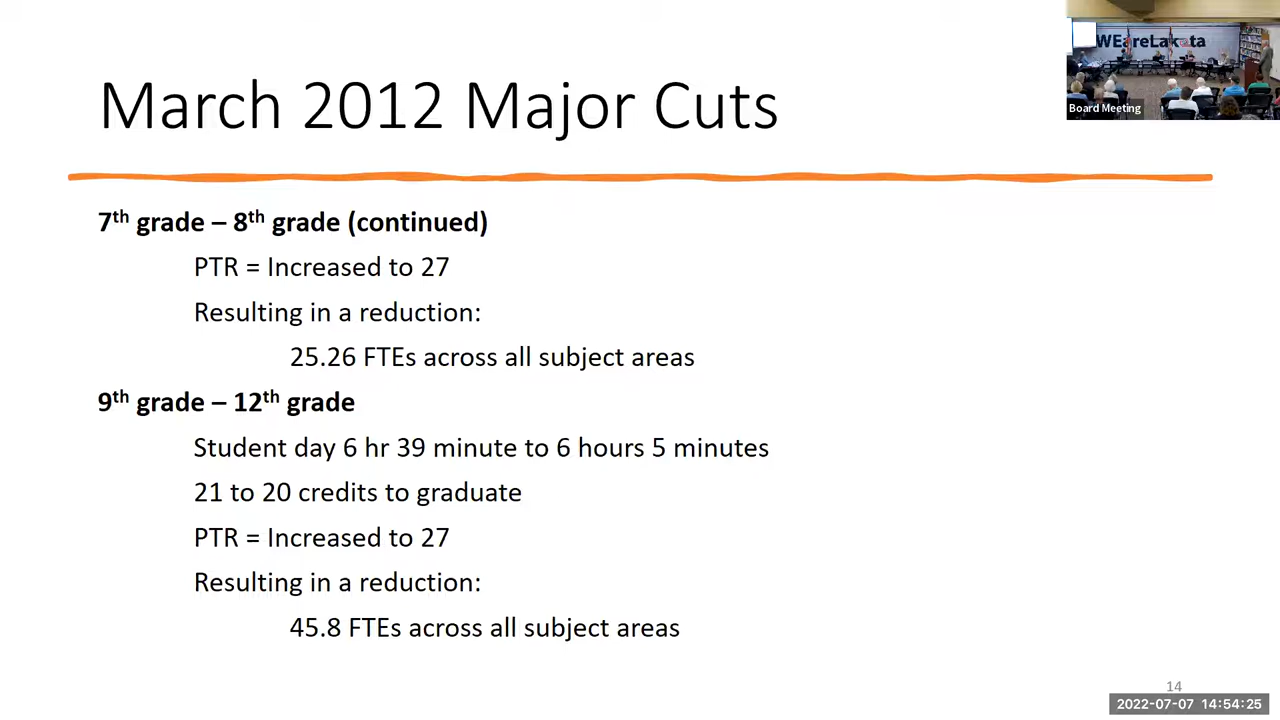 WEareLakota
Board Meeting
March 2012 Major Cuts
7th grade – 8th grade (continued)
PTR = Increased to 27
Resulting in a reduction:
25.26 FTEs across all subject areas
9th grade – 12th grade
Student day 6 hr 39 minute to 6 hours 5 minutes
21 to 20 credits to graduate
PTR = Increased to 27
Resulting in a reduction:
45.8 FTEs across all subject areas
14
2022-07-07 14:54:25